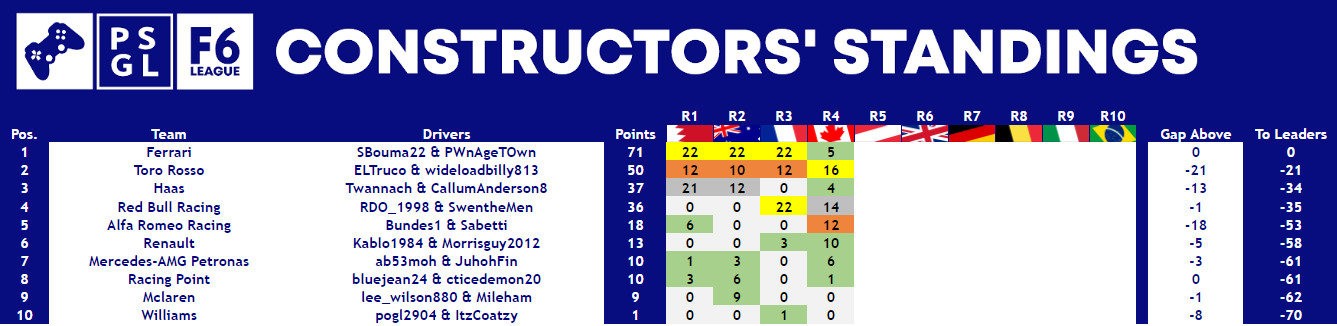 PS GL F6 LEAGUE CONSTRUCTORS' STANDINGS
R1 R2 R3 R4 R5 R6 R7 R8 R9 R10
Pos. Team Drivers Points Gap Above To Leaders
1 Ferrari SBouma22 & PWnAgeTOwn 71 22 22 22 5 0 0
2 Toro Rosso ELTruco & wideloadbilly813 50 12 10 12 16 -21 -21
3 Haas Twannach & CallumAnderson8 37 21 12 0 4 -13 -34
4 Red Bull Racing RDO_1998 & SwentheMen 36 0 0 22 14 -1 -35
5 Alfa Romeo Racing Bundes1 & Sabetti 18 6 0 0 12 -18 -53
6 Renault Kablo1984 & Morrisguy2012 13 0 0 3 10 -5 -58
7 Mercedes-AMG Petronas ab53moh & JuhohFin 10 1 3 0 6 -3 -61
8 Racing Point bluejean24 & cticedemon20 10 3 6 0 1 0 -61
9 Mclaren lee_wilson880 & Mileham 9 0 9 0 0 -1 -62
10 Williams pogl2904 & ItzCoatzy 1 0 0 1 0 -8 -70